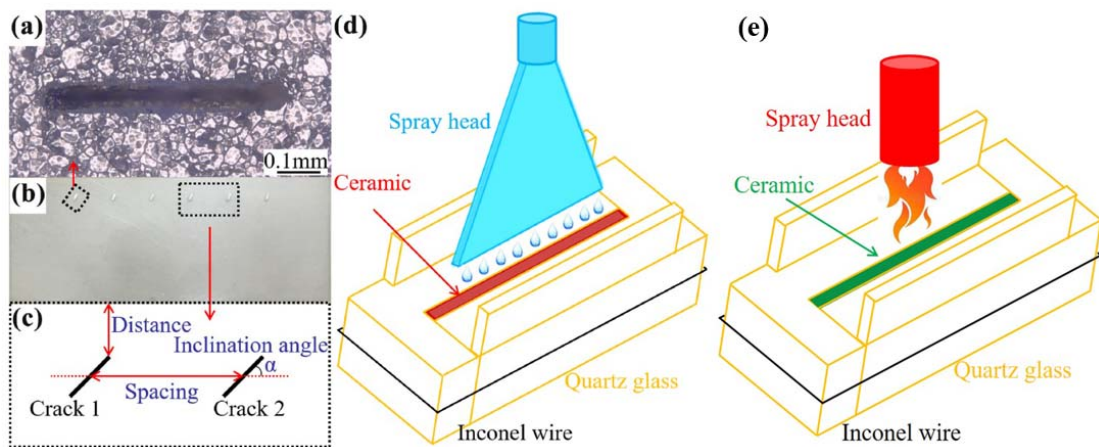 (a)
0.1mm
(b)
(c)
Distance
Inclination angle
α
Spacing
Crack 1
Crack 2
(d)
Spray head
Ceramic
Quartz glass
Inconel wire
(e)
Spray head
Ceramic
Quartz glass
Inconel wire